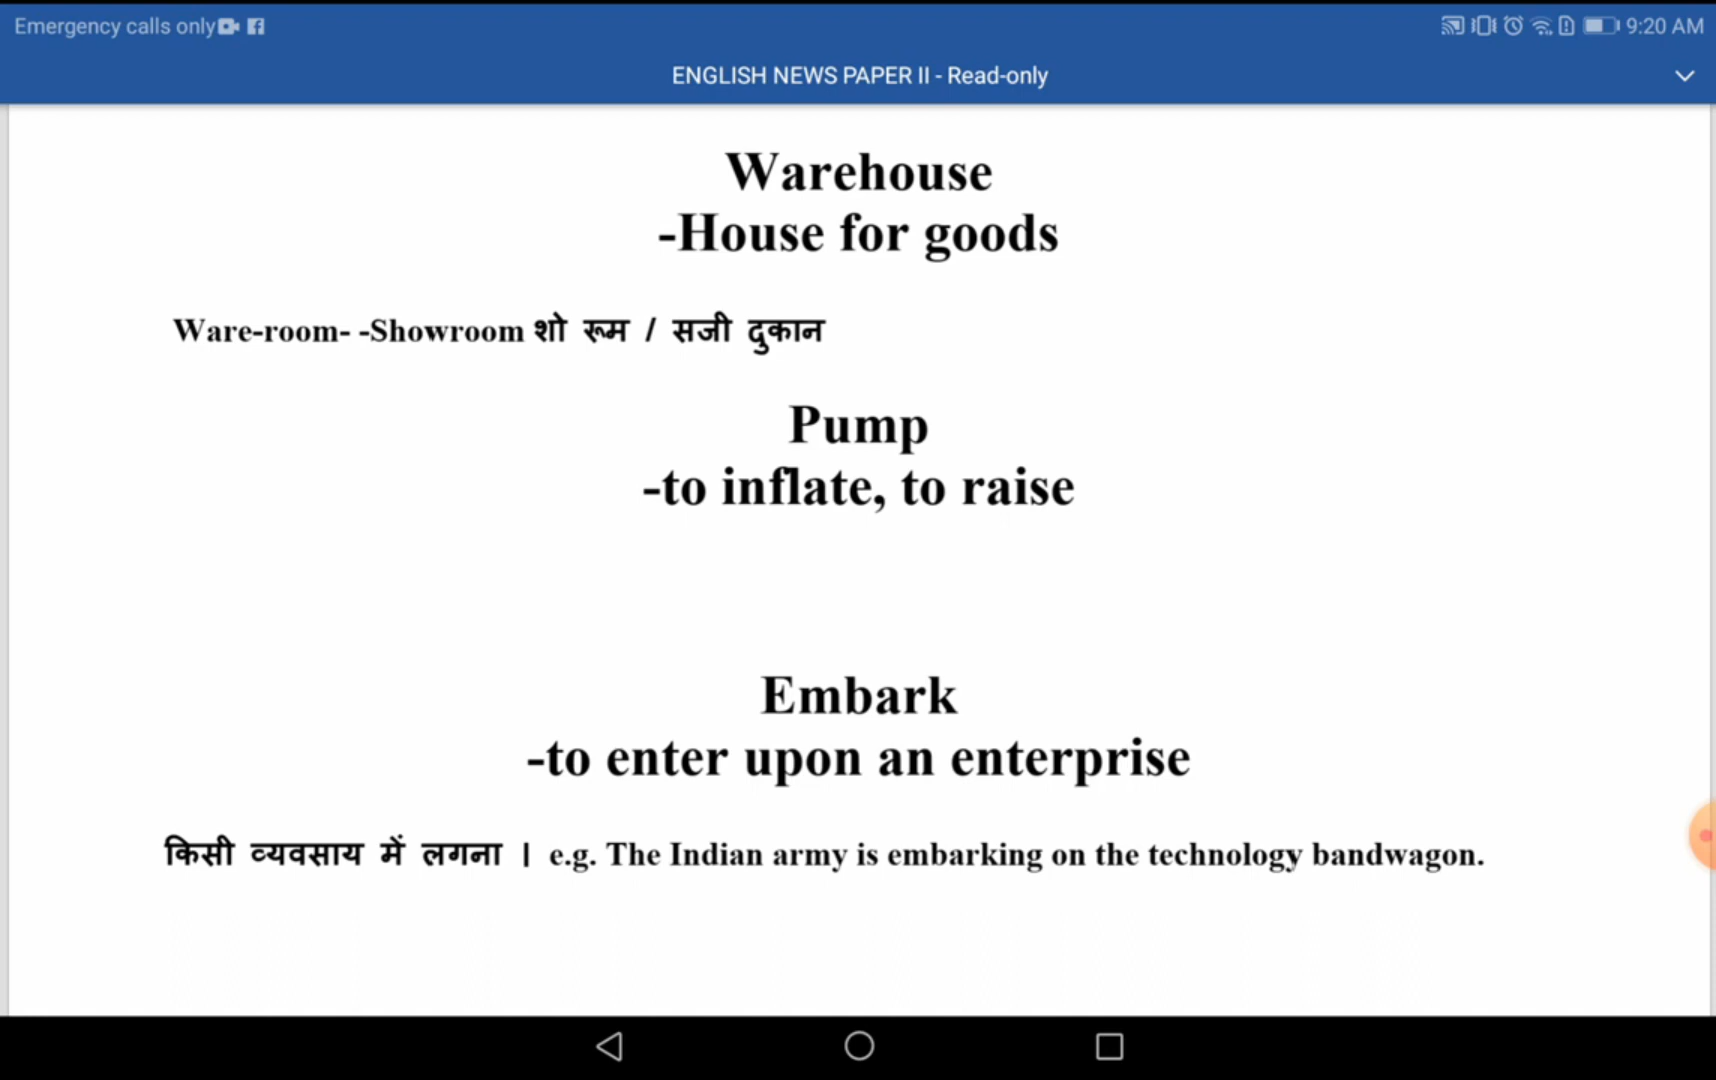 Emergency calls only
9:20 AM
ENGLISH NEWS PAPER II - Read-only
Warehouse
-House for goods
Ware-room- -Showroom शो रूम / सजी दुकान
Pump
-to inflate, to raise
Embark
-to enter upon an enterprise
किसी व्यवसाय में लगना | e.g. The Indian army is embarking on the technology bandwagon.